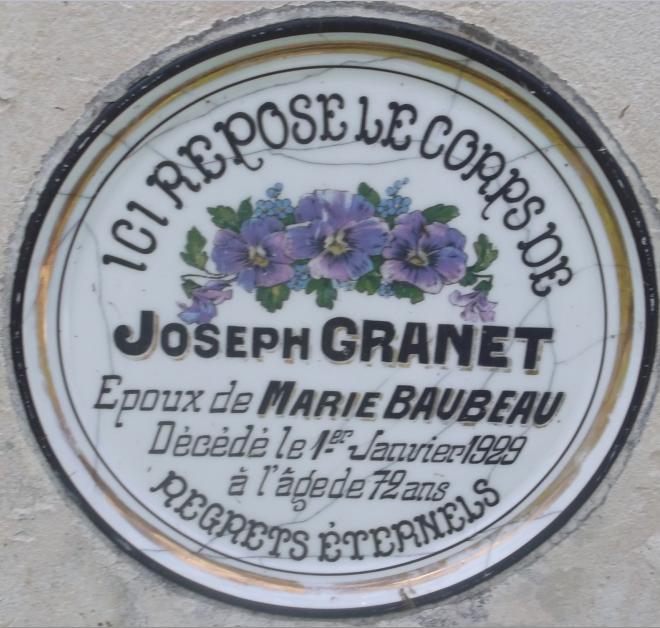 ICI REPOSE LE CORPS DE
JOSEPH GRANET
Epoux de MARIE BAUBEAU
Décédé le 1er Janvier 1929
à l'âge de 72 ans
REGRETS ÉTERNELS